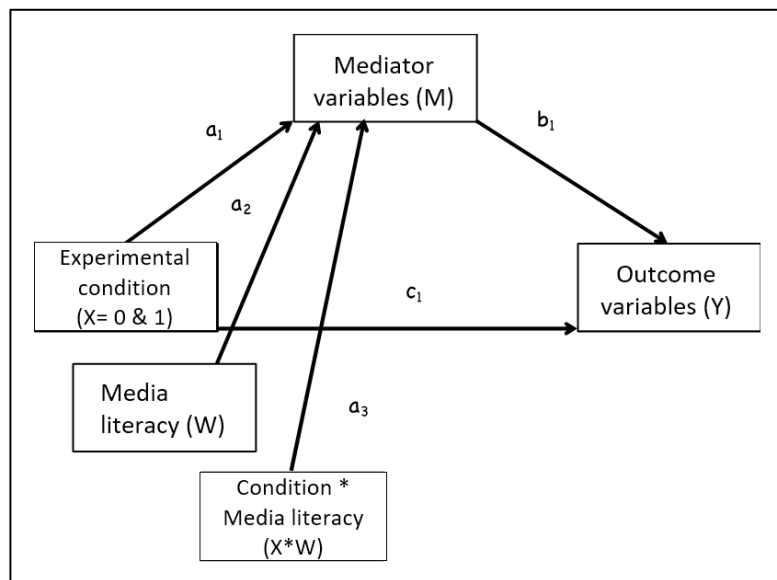 Mediator
variables (M)
a₁
b₁
a₂
Experimental
condition
(X= 0 & 1)
c₁
Outcome
variables (Y)
Media
literacy (W)
a₃
Condition *
Media literacy
(X*W)